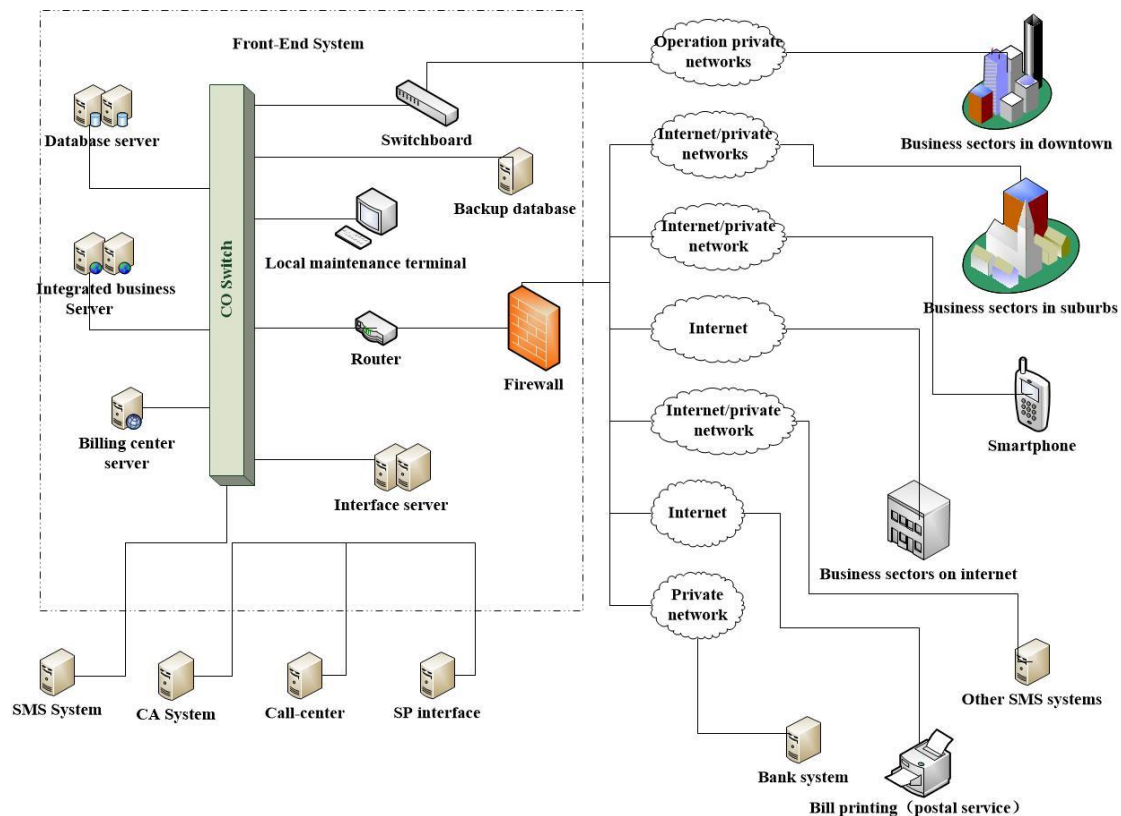 Front-End System
Database server
Switchboard
Backup database
Local maintenance terminal
Integrated business
Server
CO Switch
Router
Firewall
Billing center
server
Interface server
SMS System
CA System
Call-center
SP interface
Operation private
networks
Business sectors in downtown
Internet/private
networks
Business sectors in suburbs
Internet/private
network
Smartphone
Internet
Business sectors on internet
Internet/private
network
Other SMS systems
Internet
Bill printing（postal service）
Private
network
Bank system